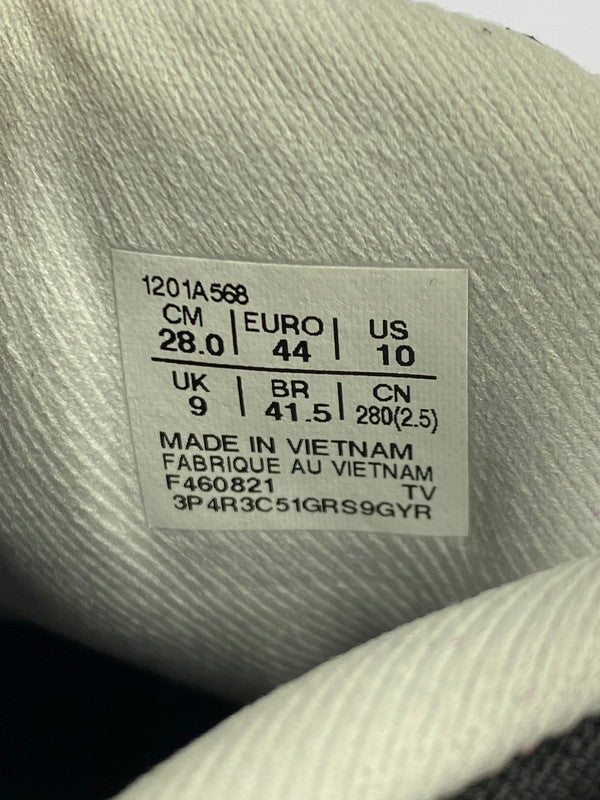 1201A568
CM | EURO | US
28.0 | 44 | 10
UK | BR | CN
9 | 41.5 | 280(2.5)
MADE IN VIETNAM
FABRIQUE AU VIETNAM
F460821 TV
3P4R3C51GRS9GYR